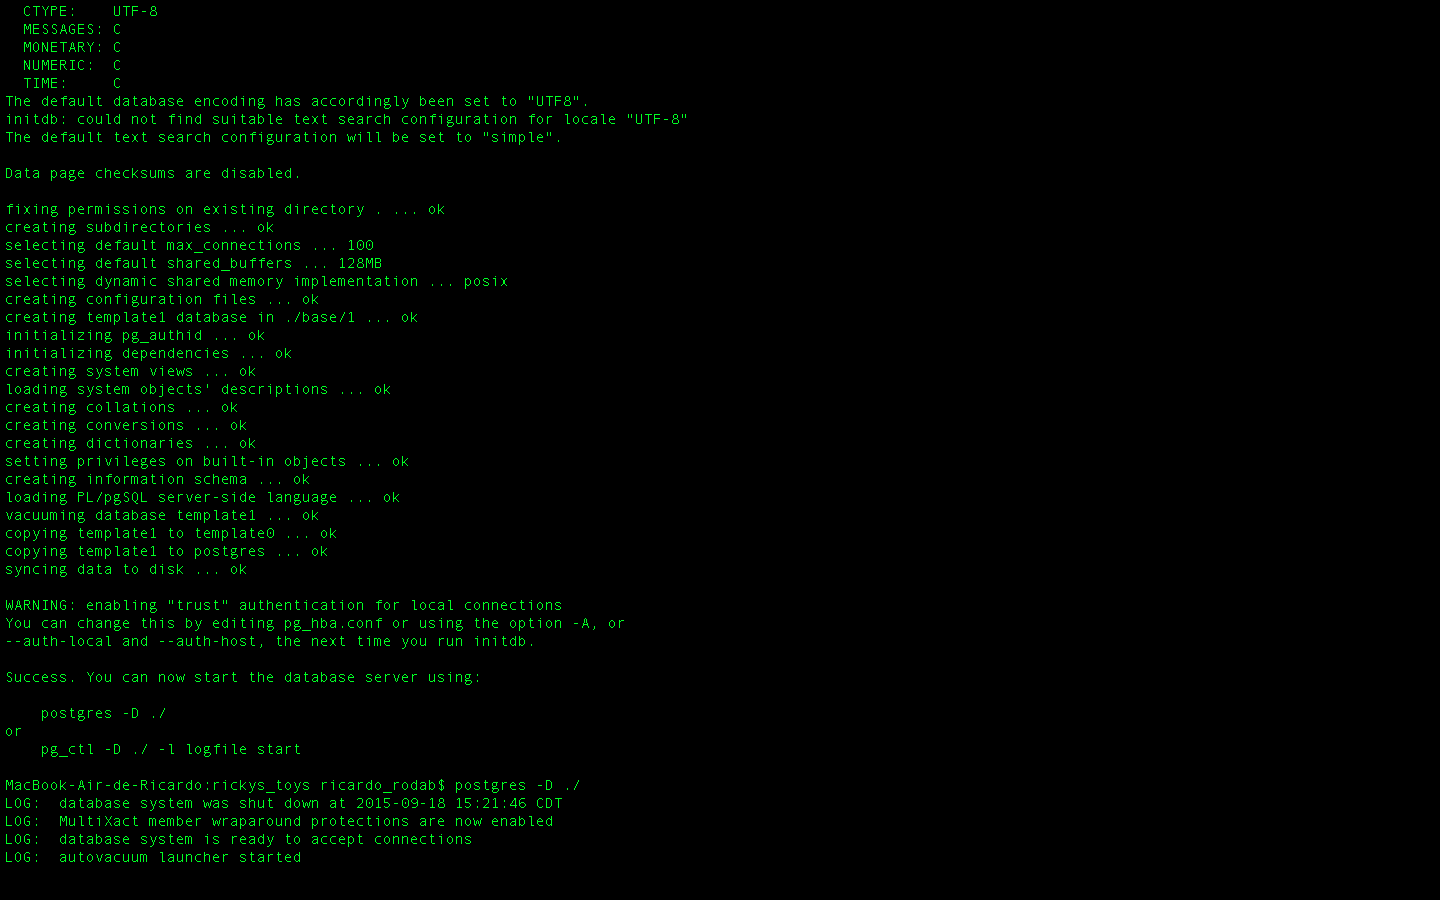 CTYPE:    UTF-8
MESSAGES: C
MONETARY: C
NUMERIC:  C
TIME:     C
The default database encoding has accordingly been set to "UTF8".
initdb: could not find suitable text search configuration for locale "UTF-8"
The default text search configuration will be set to "simple".
Data page checksums are disabled.
fixing permissions on existing directory . ... ok
creating subdirectories ... ok
selecting default max_connections ... 100
selecting default shared_buffers ... 128MB
selecting dynamic shared memory implementation ... posix
creating configuration files ... ok
creating template1 database in ./base/1 ... ok
initializing pg_authid ... ok
initializing dependencies ... ok
creating system views ... ok
loading system objects' descriptions ... ok
creating collations ... ok
creating conversions ... ok
creating dictionaries ... ok
setting privileges on built-in objects ... ok
creating information schema ... ok
loading PL/pgSQL server-side language ... ok
vacuuming database template1 ... ok
copying template1 to template0 ... ok
copying template1 to postgres ... ok
syncing data to disk ... ok
WARNING: enabling "trust" authentication for local connections
You can change this by editing pg_hba.conf or using the option -A, or
--auth-local and --auth-host, the next time you run initdb.
Success. You can now start the database server using:
postgres -D ./
or
pg_ctl -D ./ -l logfile start
MacBook-Air-de-Ricardo:rickys_toys ricardo_rodab$ postgres -D ./
LOG:  database system was shut down at 2015-09-18 15:21:46 CDT
LOG:  MultiXact member wraparound protections are now enabled
LOG:  database system is ready to accept connections
LOG:  autovacuum launcher started